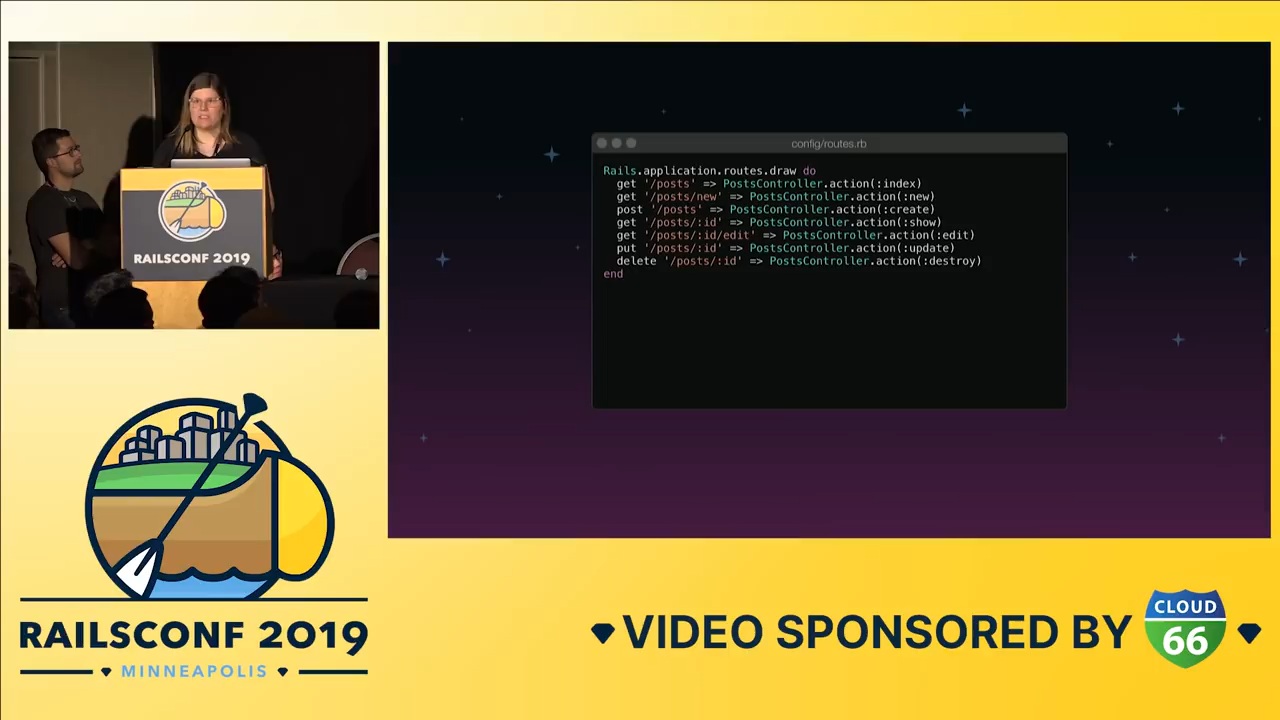 RAILSCONF 2019
config/routes.rb
Rails.application.routes.draw do
  get '/posts' => PostsController.action(:index)
  get '/posts/new' => PostsController.action(:new)
  post '/posts' => PostsController.action(:create)
  get '/posts/:id' => PostsController.action(:show)
  get '/posts/:id/edit' => PostsController.action(:edit)
  put '/posts/:id' => PostsController.action(:update)
  delete '/posts/:id' => PostsController.action(:destroy)
end
RAILSCONF 2019
MINNEAPOLIS
VIDEO SPONSORED BY
CLOUD
66